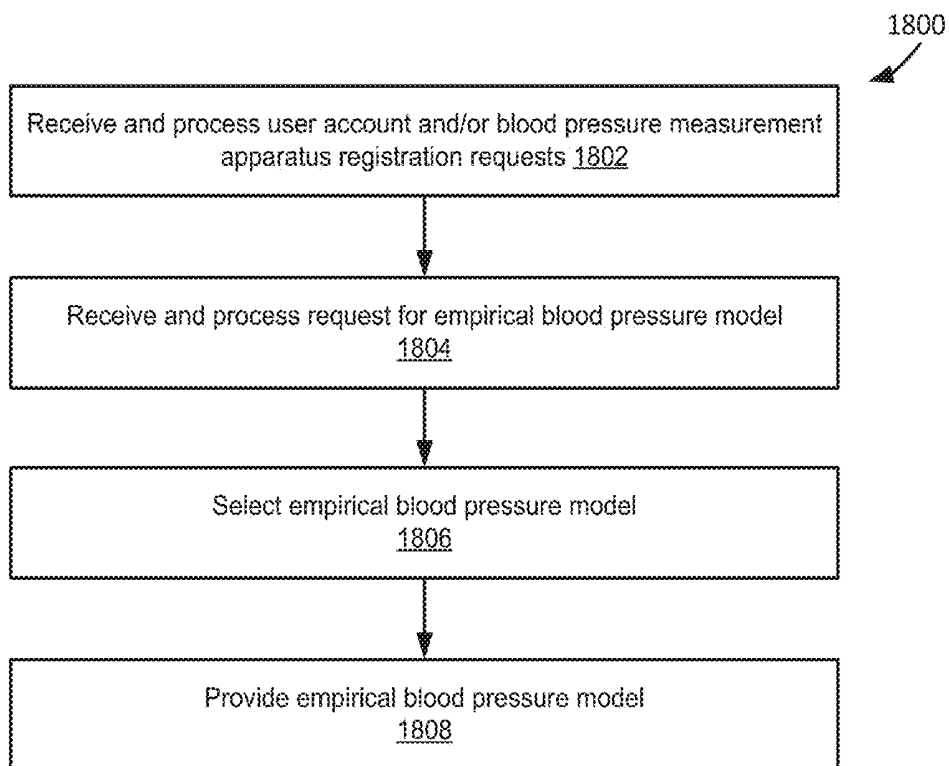 1800
Receive and process user account and/or blood pressure measurement
apparatus registration requests 1802
Receive and process request for empirical blood pressure model
1804
Select empirical blood pressure model
1806
Provide empirical blood pressure model
1808